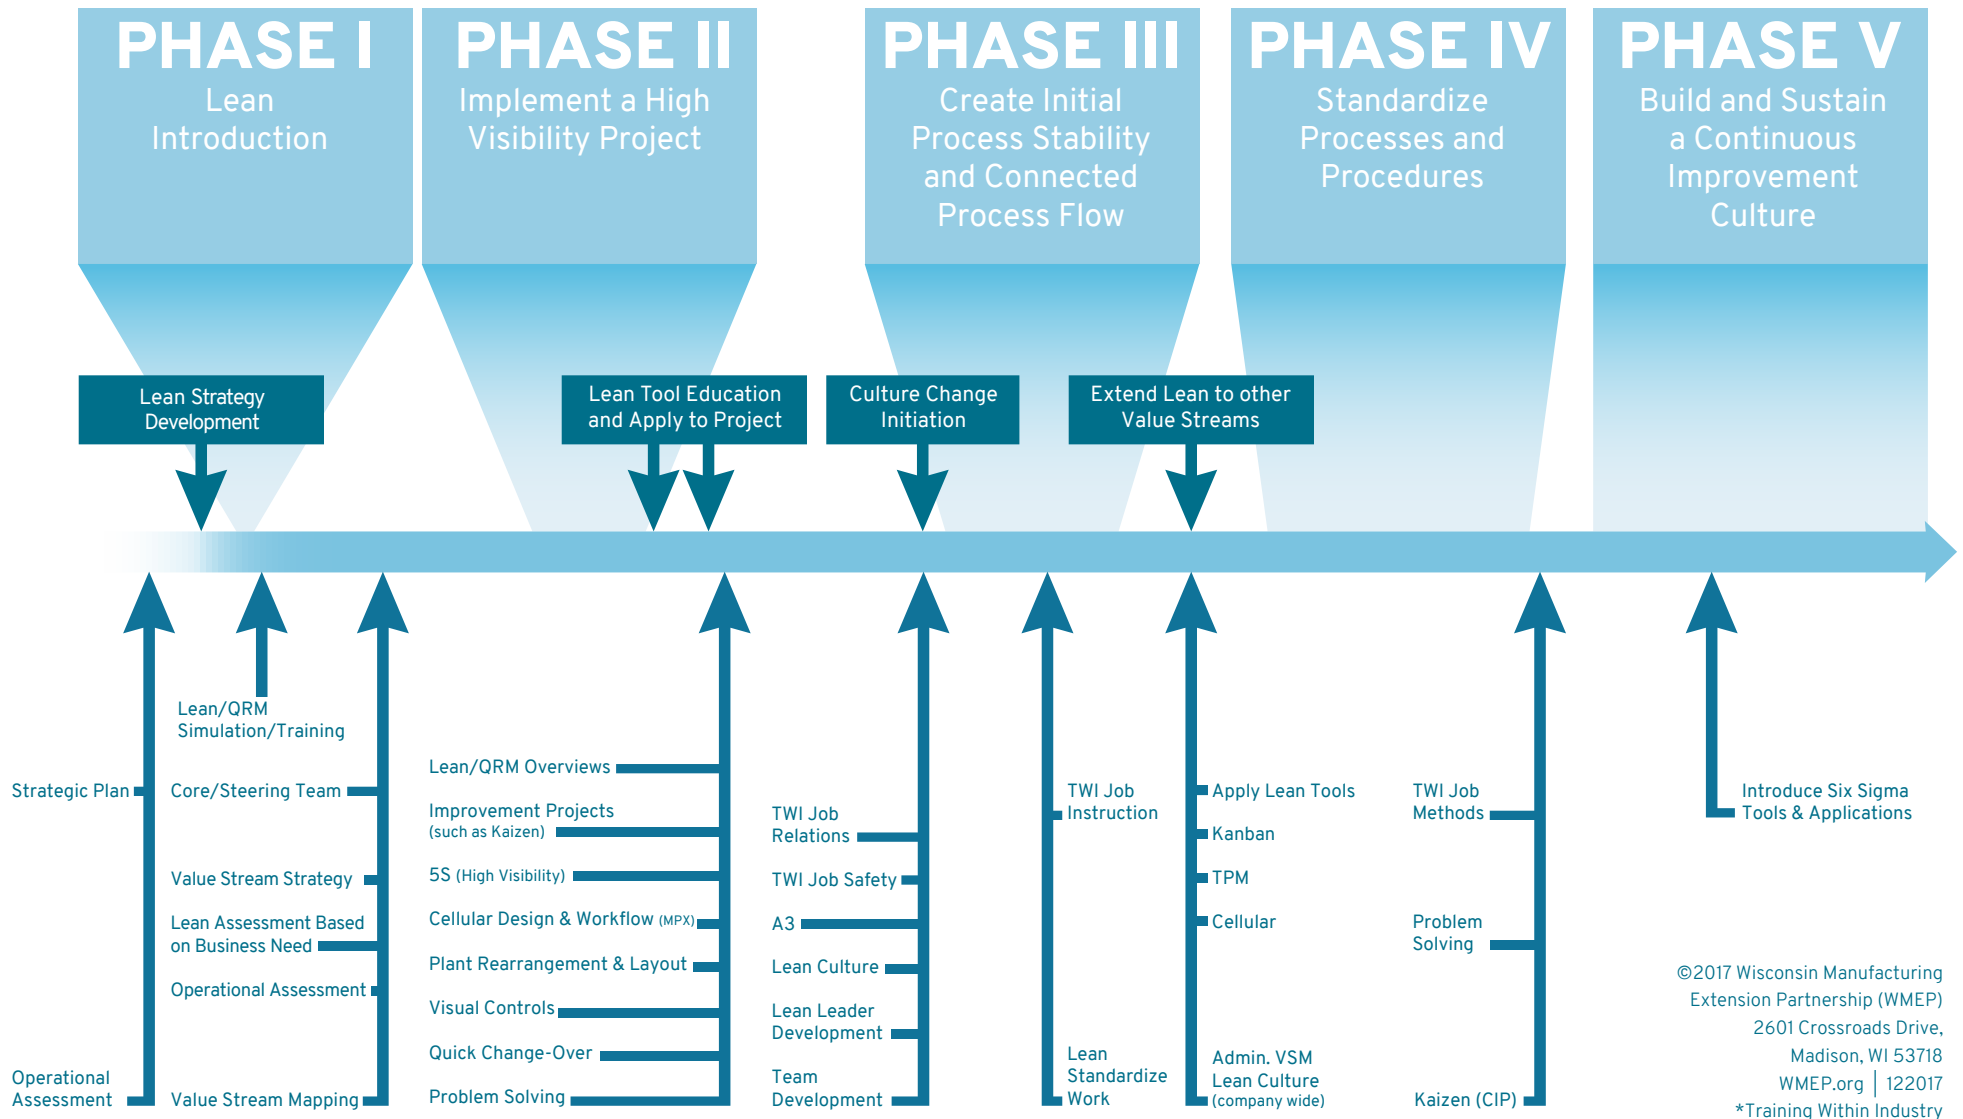 PHASE I
Lean
Introduction
PHASE II
Implement a High
Visibility Project
PHASE III
Create Initial
Process Stability
and Connected
Process Flow
PHASE IV
Standardize
Processes and
Procedures
PHASE V
Build and Sustain
a Continuous
Improvement
Culture
Lean Strategy
Development
Lean Tool Education
and Apply to Project
Culture Change
Initiation
Extend Lean to other
Value Streams
Strategic Plan
Operational
Assessment
Lean/QRM
Simulation/Training
Core/Steering Team
Value Stream Strategy
Lean Assessment Based
on Business Need
Operational Assessment
Value Stream Mapping
Lean/QRM Overviews
Improvement Projects
(such as Kaizen)
5S (High Visibility)
Cellular Design & Workflow (MPX)
Plant Rearrangement & Layout
Visual Controls
Quick Change-Over
Problem Solving
TWI Job
Relations
TWI Job Safety
A3
Lean Culture
Lean Leader
Development
Team
Development
TWI Job
Instruction
Lean
Standardize
Work
Apply Lean Tools
Kanban
TPM
Cellular
Admin. VSM
Lean Culture
(company wide)
TWI Job
Methods
Problem
Solving
Kaizen (CIP)
Introduce Six Sigma
Tools & Applications
©2017 Wisconsin Manufacturing
Extension Partnership (WMEP)
2601 Crossroads Drive,
Madison, WI 53718
WMEP.org | 122017
*Training Within Industry